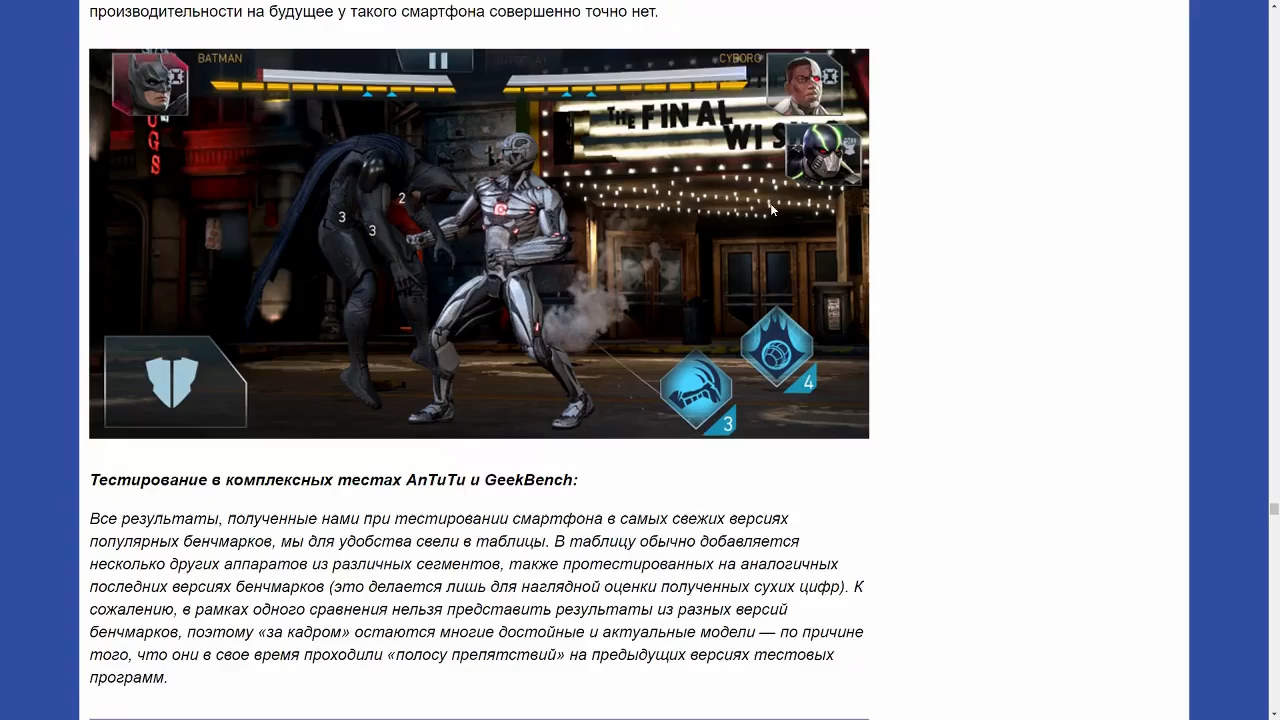 производительности на будущее у такого смартфона совершенно точно нет.
BATMAN
CYBORG
THE FINAL
2
3
3
4
3
Тестирование в комплексных тестах AnTuTu и GeekBench:
Все результаты, полученные нами при тестировании смартфона в самых свежих версиях
популярных бенчмарков, мы для удобства свели в таблицы. В таблицу обычно добавляется
несколько других аппаратов из различных сегментов, также протестированных на аналогичных
последних версиях бенчмарков (это делается лишь для наглядной оценки полученных сухих цифр). К
сожалению, в рамках одного сравнения нельзя представить результаты из разных версий
бенчмарков, поэтому «за кадром» остаются многие достойные и актуальные модели — по причине
того, что они в свое время проходили «полосу препятствий» на предыдущих версиях тестовых
программ.